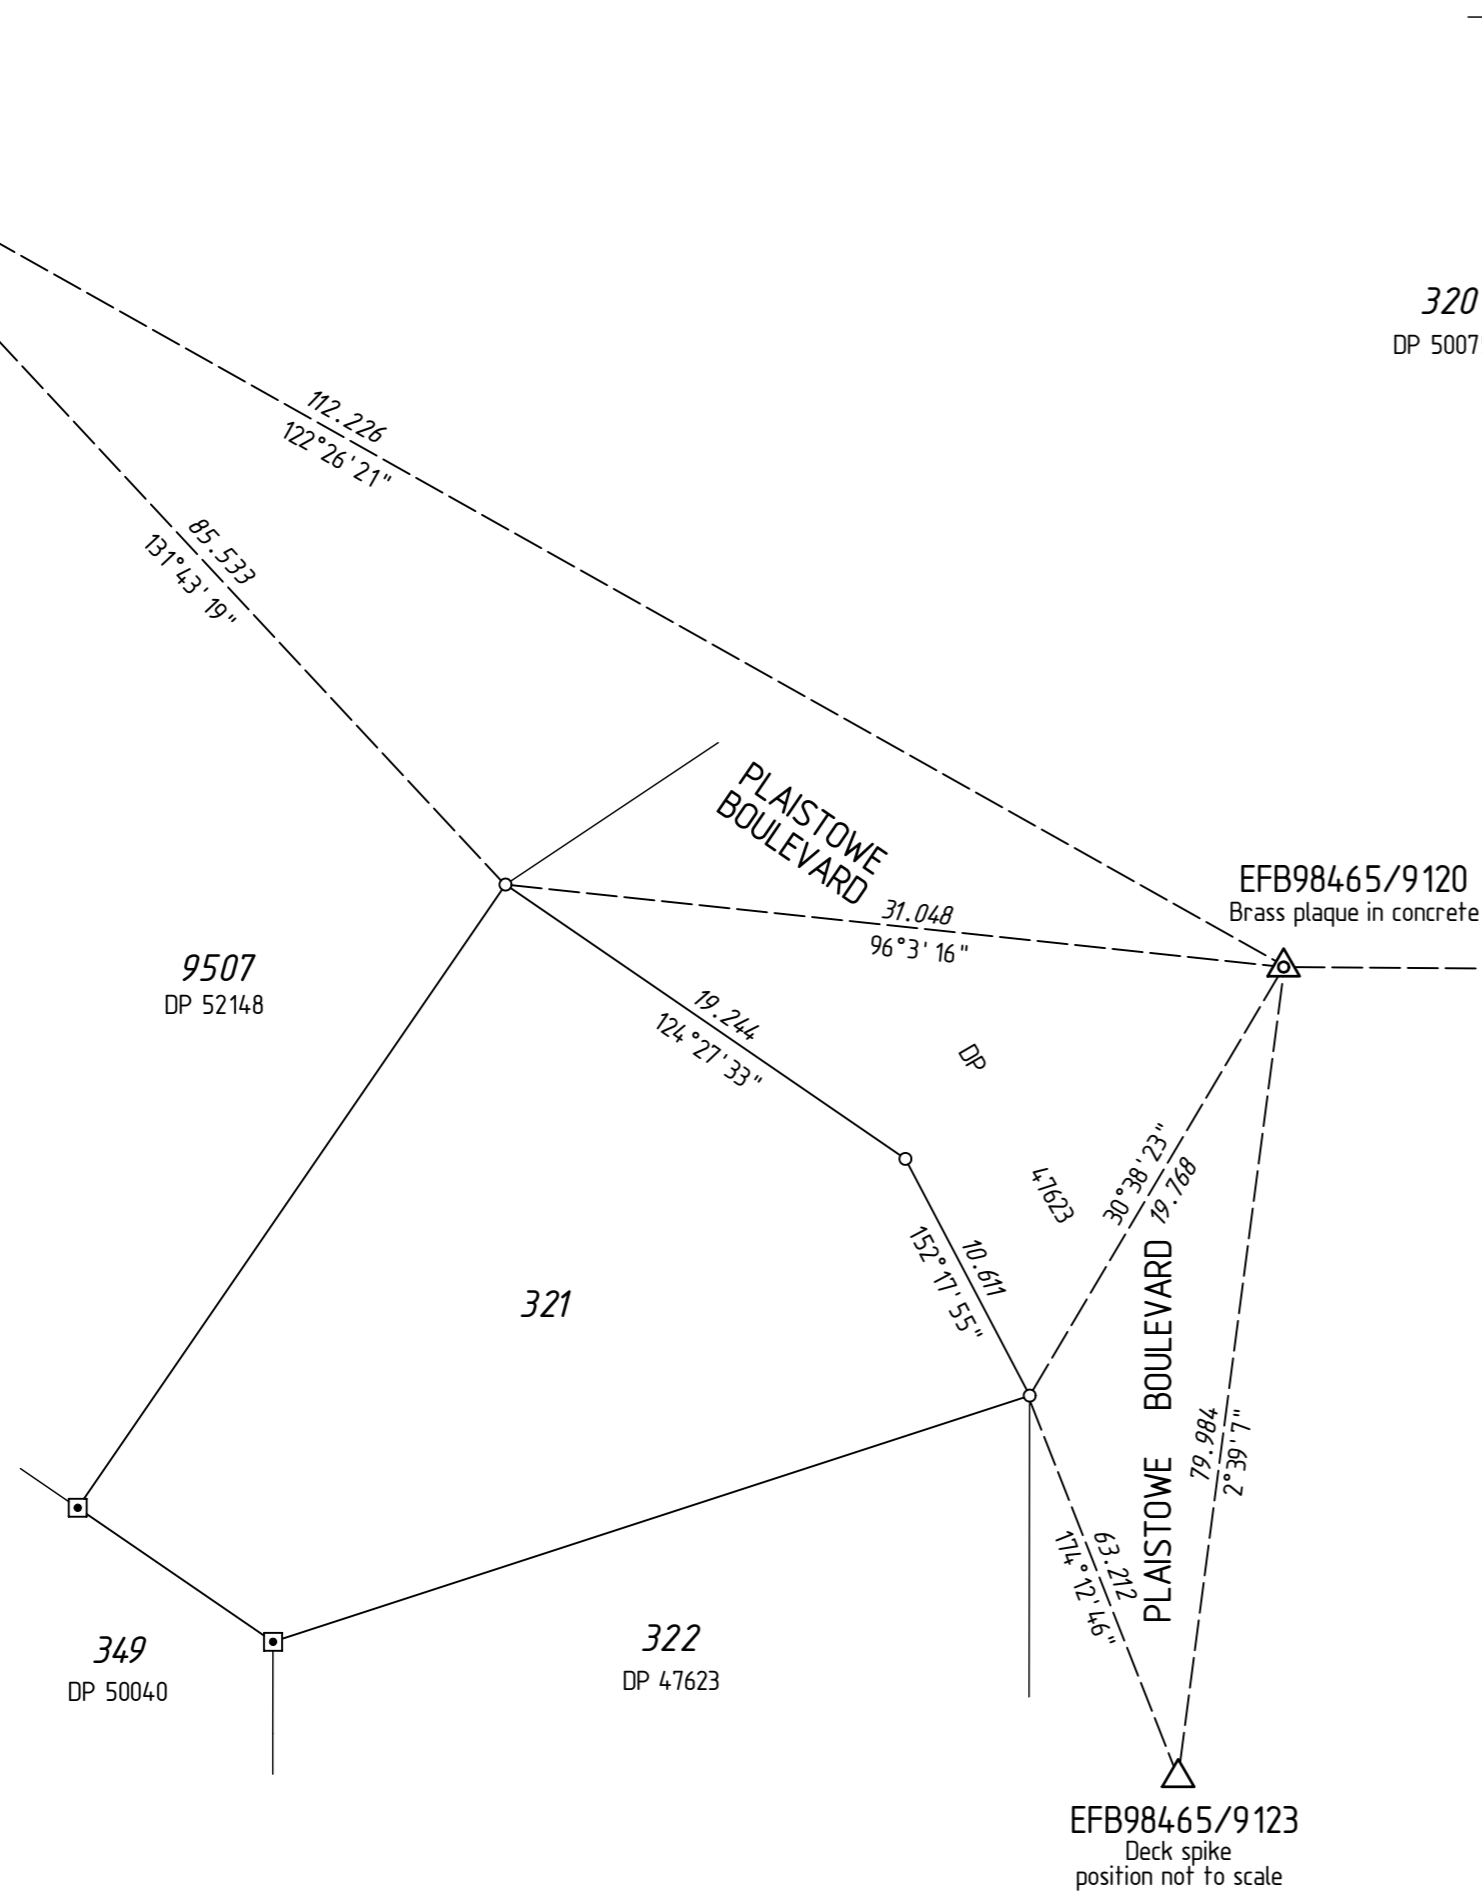 320
DP 5007
112.226
122°26'21"
85.533
131°43'19"
PLAISTOWE
BOULEVARD
EFB98465/9120
Brass plaque in concrete
31.048
96°3'16"
9507
DP 52148
19.244
124°27'33"
DP
47623
30°38'23"
19.768
10.611
152°17'55"
321
PLAISTOWE BOULEVARD
79.984
2°39'7"
63.212
174°12'46"
349
DP 50040
322
DP 47623
EFB98465/9123
Deck spike
position not to scale